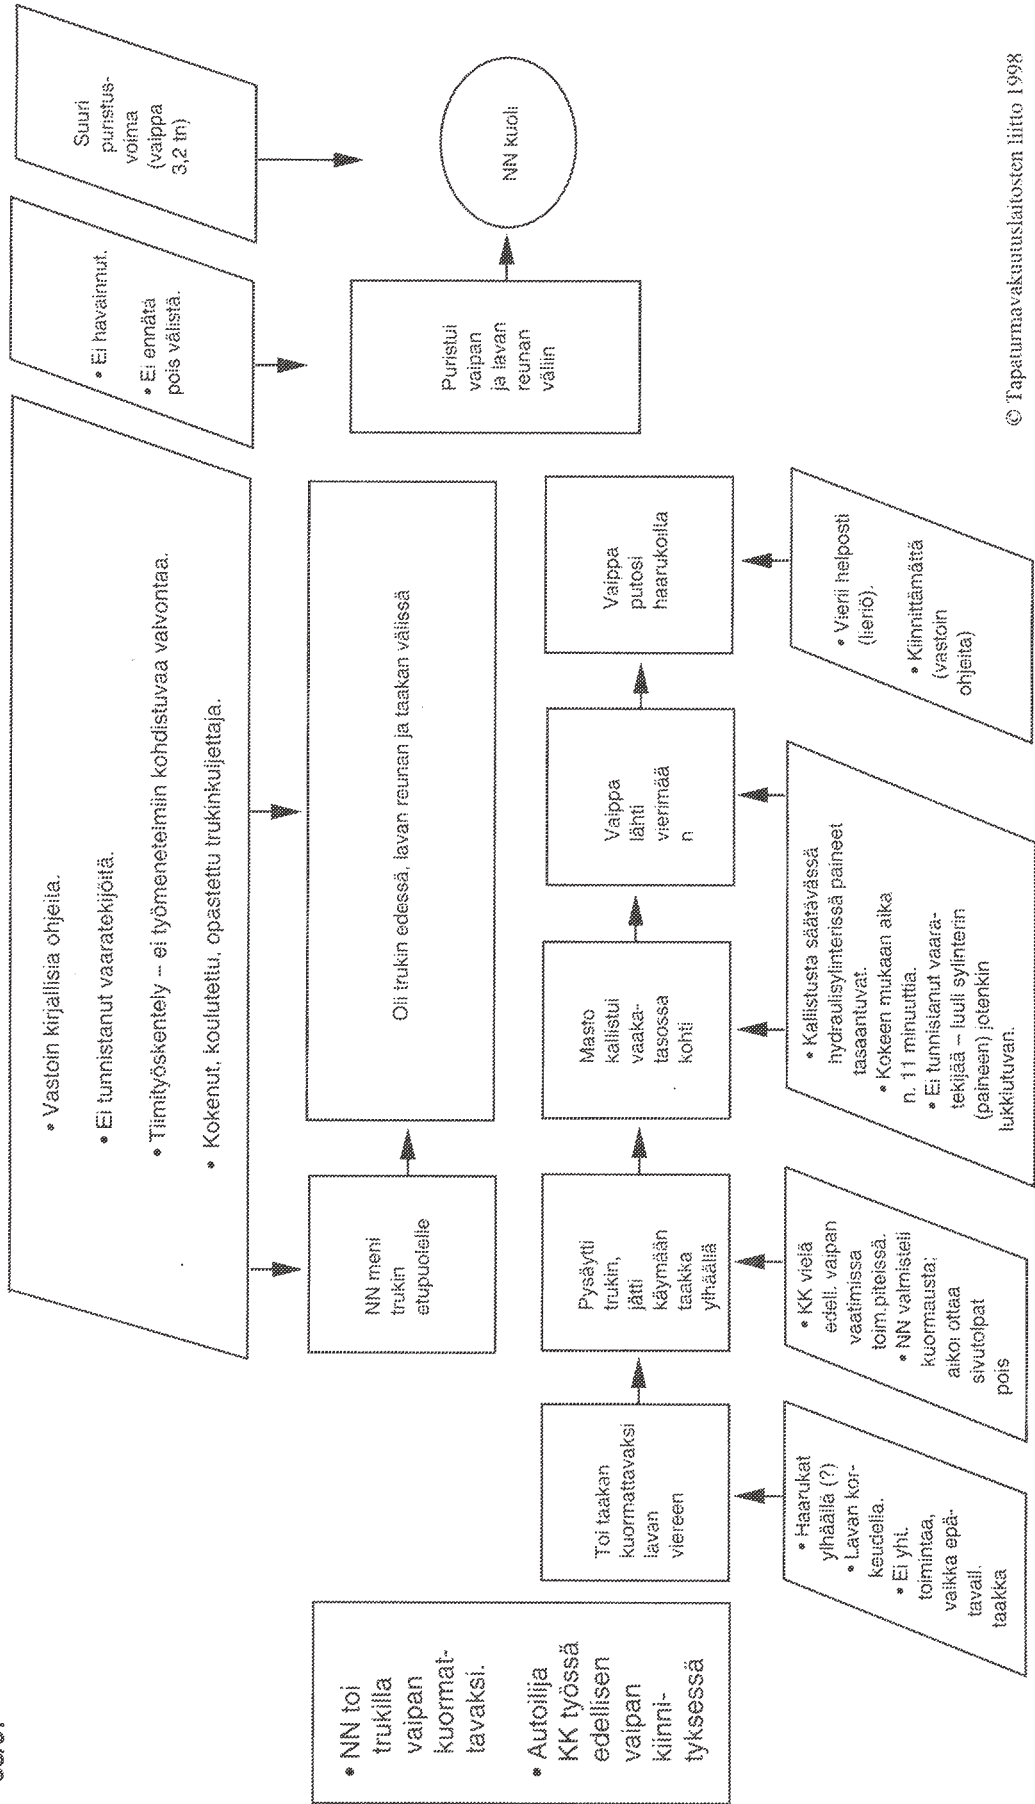 • NN toi
trukilla
vaipan
kuormat-
tavaksi.
• Autoilija
KK työssä
edellisen
vaipan
kiinni-
tyksessä
• Vastoin kirjallisia ohjeita.
• Ei tunnistanut vaaratekijöitä.
• Tiimityöskentely – ei työmenetelmiin kohdistuvaa valvontaa.
• Kokenut, koulutettu, opastettu trukinkuljettaja.
• Ei havainnut.
• Ei ennätä
pois välistä.
Suuri
puristus-
voima
(vaippa
3,2 tn)
NN meni
trukin
etupuolelle
Oli trukin edessä, lavan reunan ja taakan välissä
Puristui
vaipan
ja lavan
reunan
väliin
NN kuoli
Toi taakan
kuormattavaksi
lavan
viereen
Pysäytti
trukin,
jätti
käymään
taakka
ylhäällä
Masto
kallistui
vaaka-
tasossa
kohti
Vaippa
lähti
vierimää
n
Vaippa
putosi
haarukoilta
• Haarukat
ylhäällä (?)
• Lavan kor-
keudella.
• Ei yht.
toimintaa,
vaikka epä-
tavall.
taakka
• KK vielä
edell. vaipan
vaatimissa
toim.piteissä.
• NN valmisteli
kuormausta:
aikoi ottaa
sivutolpat
pois
• Kallistusta säätävässä
hydraulisylinterissä paineet
tasaantuvat.
• Kokeen mukaan aika
n. 11 minuuttia.
• Ei tunnistanut vaara-
tekijää – luuli sylinterin
(paineen) jotenkin
lukkiutuvan.
• Vierii helposti
(lieriö).
• Kiinnittämättä
(vastoin
ohjeita)
© Tapaturmavakuutuslaitosten liitto 1998